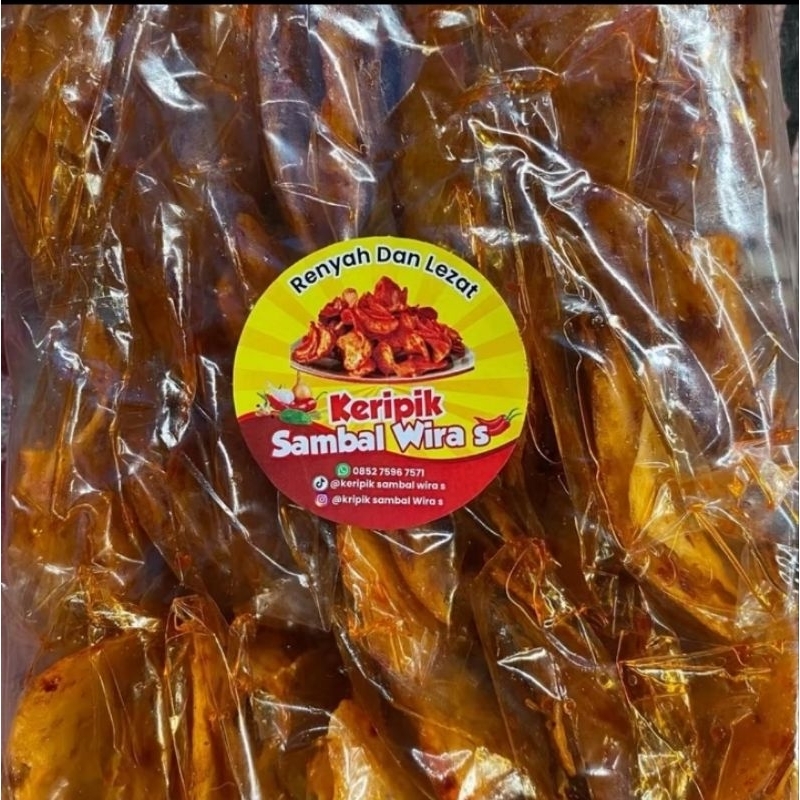 Renyah Dan Lezat
Keripik
Sambal Wira s
0852 7596 7571
@keripik sambal wira s
@kripik sambal Wira s